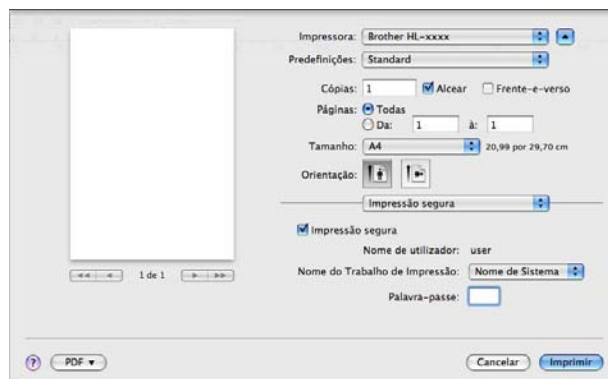 Impressora: Brother HL-xxxx
Predefinições: Standard
Cópias: 1 Alcear Frente-e-verso
Páginas: Todas
Da: 1 à: 1
Tamanho: A4 20,99 por 29,70 cm
Orientação:
Impressão segura
Impressão segura
Nome de utilizador: user
Nome do Trabalho de Impressão: Nome de Sistema
Palavra-passe:
1 de 1
? PDF Cancelar Imprimir